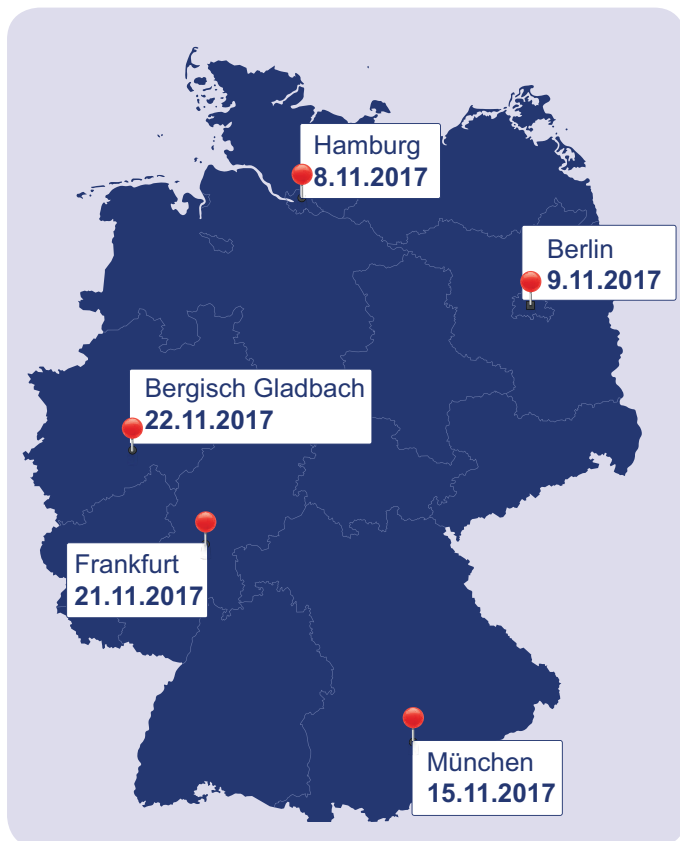 Hamburg
8.11.2017
Berlin
9.11.2017
Bergisch Gladbach
22.11.2017
Frankfurt
21.11.2017
München
15.11.2017